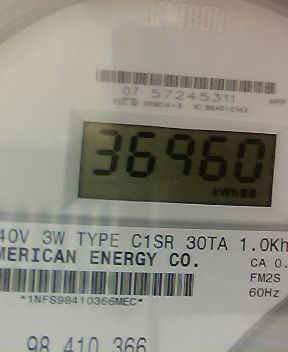 CENTRON®
07 57245311
36960
kWh
40V 3W TYPE C1SR 30TA 1.0Kh
MERICAN ENERGY CO.
CA 0.
FM2S
60Hz
*1NFS98410366MEC*
98 410 366